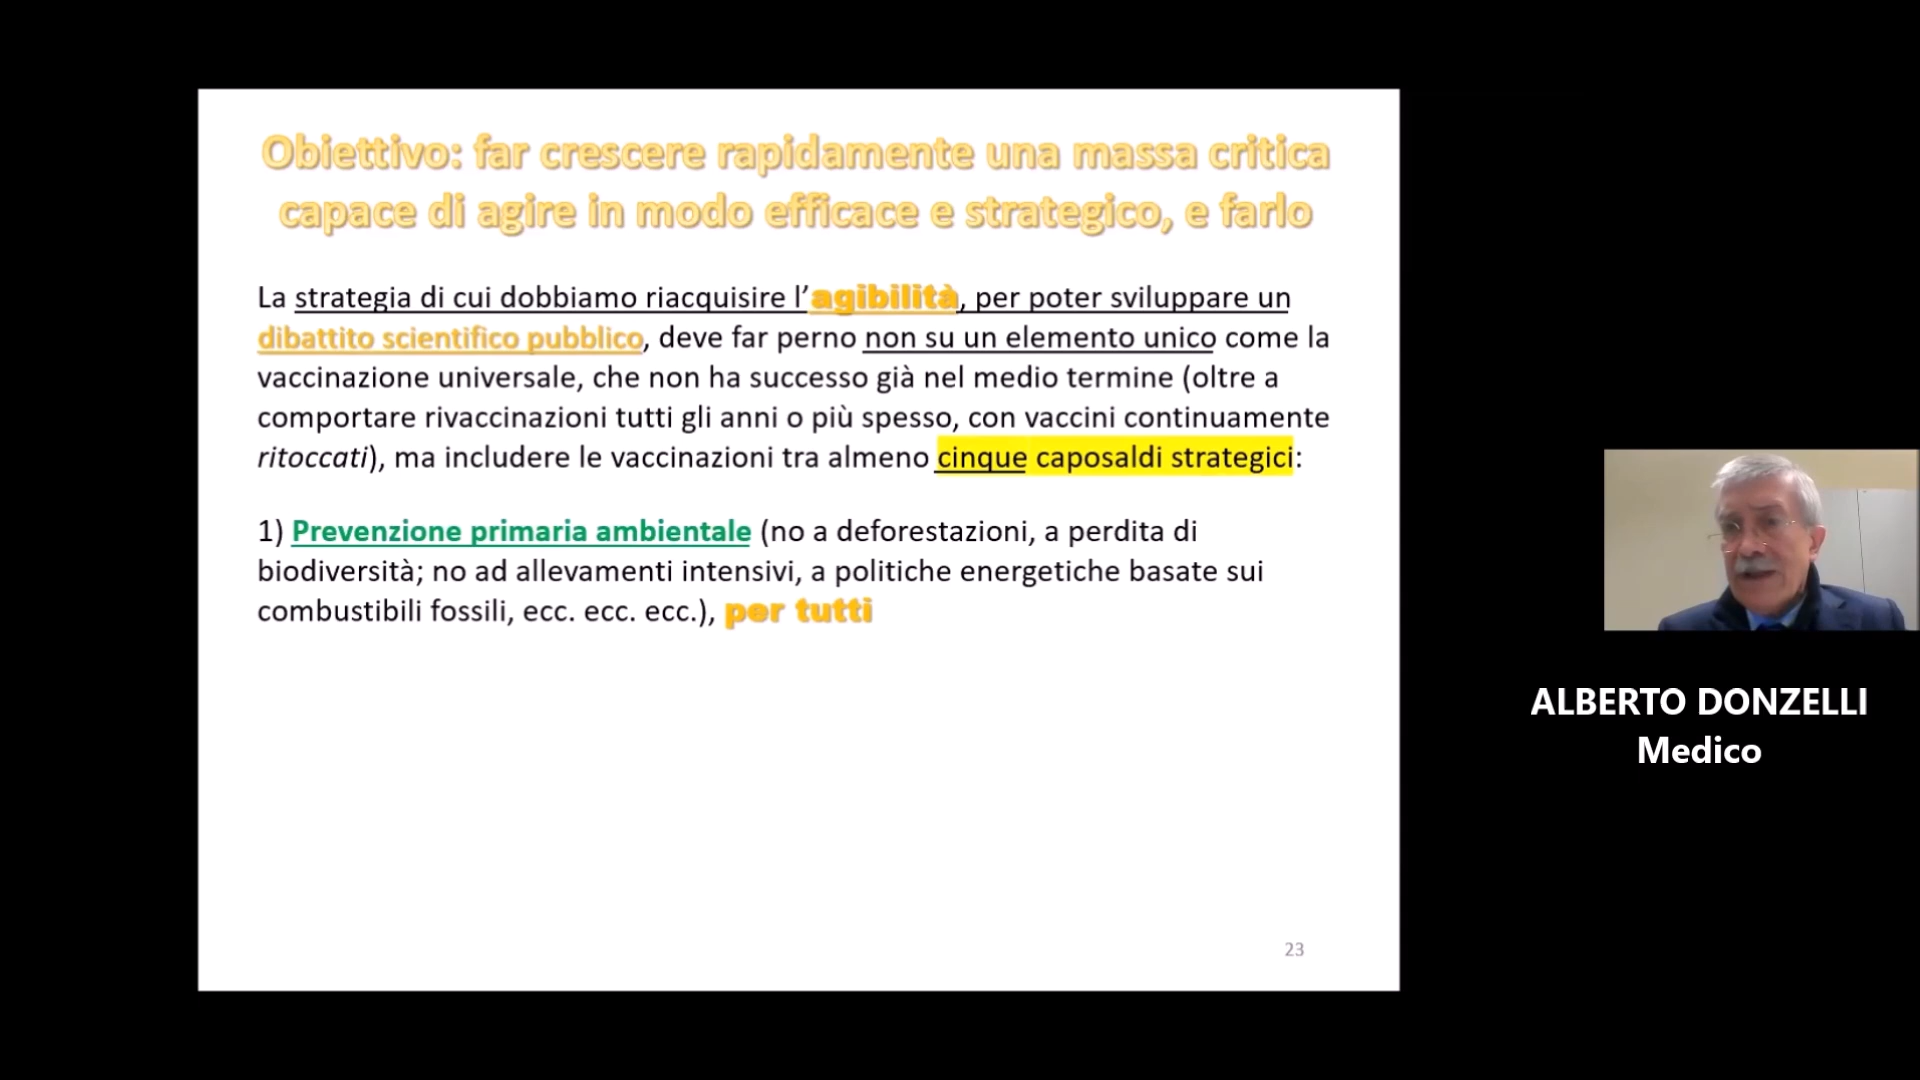 Obiettivo: far crescere rapidamente una massa critica
capace di agire in modo efficace e strategico, e farlo
La strategia di cui dobbiamo riacquisire l’agibilità, per poter sviluppare un
dibattito scientifico pubblico, deve far perno non su un elemento unico come la
vaccinazione universale, che non ha successo già nel medio termine (oltre a
comportare rivaccinazioni tutti gli anni o più spesso, con vaccini continuamente
ritoccati), ma includere le vaccinazioni tra almeno cinque caposaldi strategici:
1) Prevenzione primaria ambientale (no a deforestazioni, a perdita di
biodiversità; no ad allevamenti intensivi, a politiche energetiche basate sui
combustibili fossili, ecc. ecc. ecc.), per tutti
23
ALBERTO DONZELLI
Medico